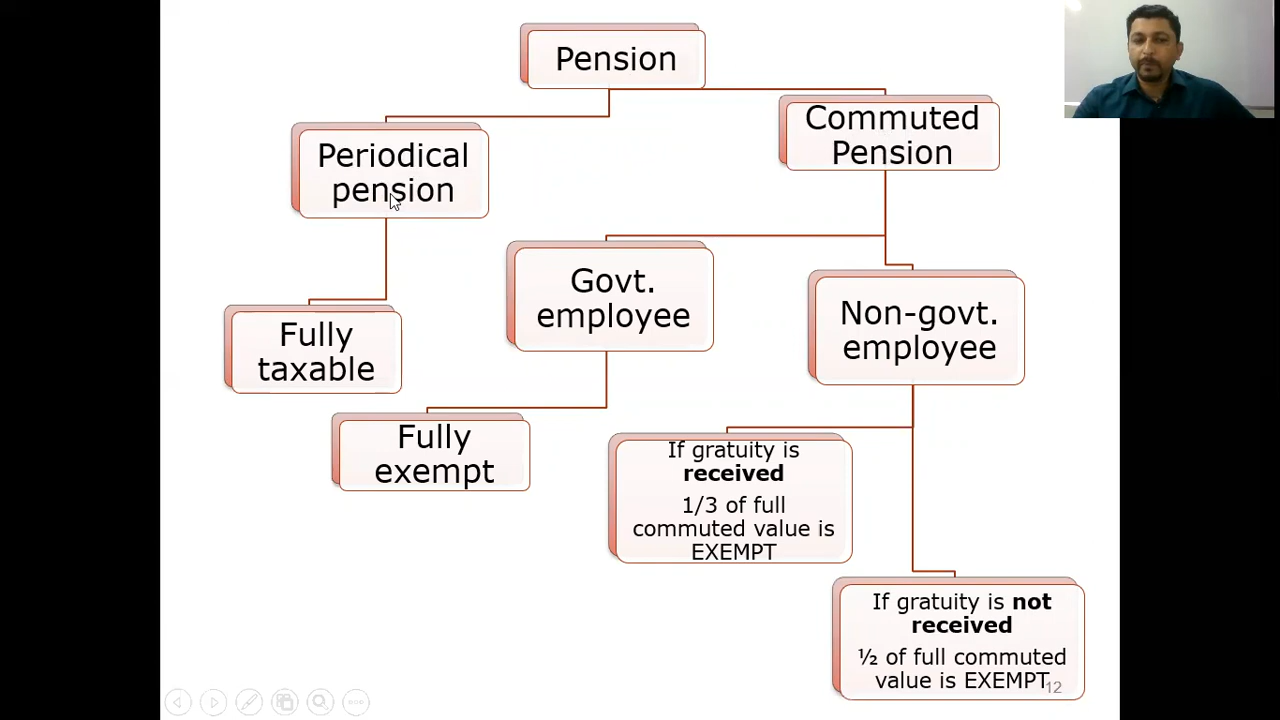 Pension
Periodical
pension
Commuted
Pension
Fully
taxable
Govt.
employee
Non-govt.
employee
Fully
exempt
If gratuity is
received
1/3 of full
commuted value is
EXEMPT
If gratuity is not
received
½ of full commuted
value is EXEMPT
12